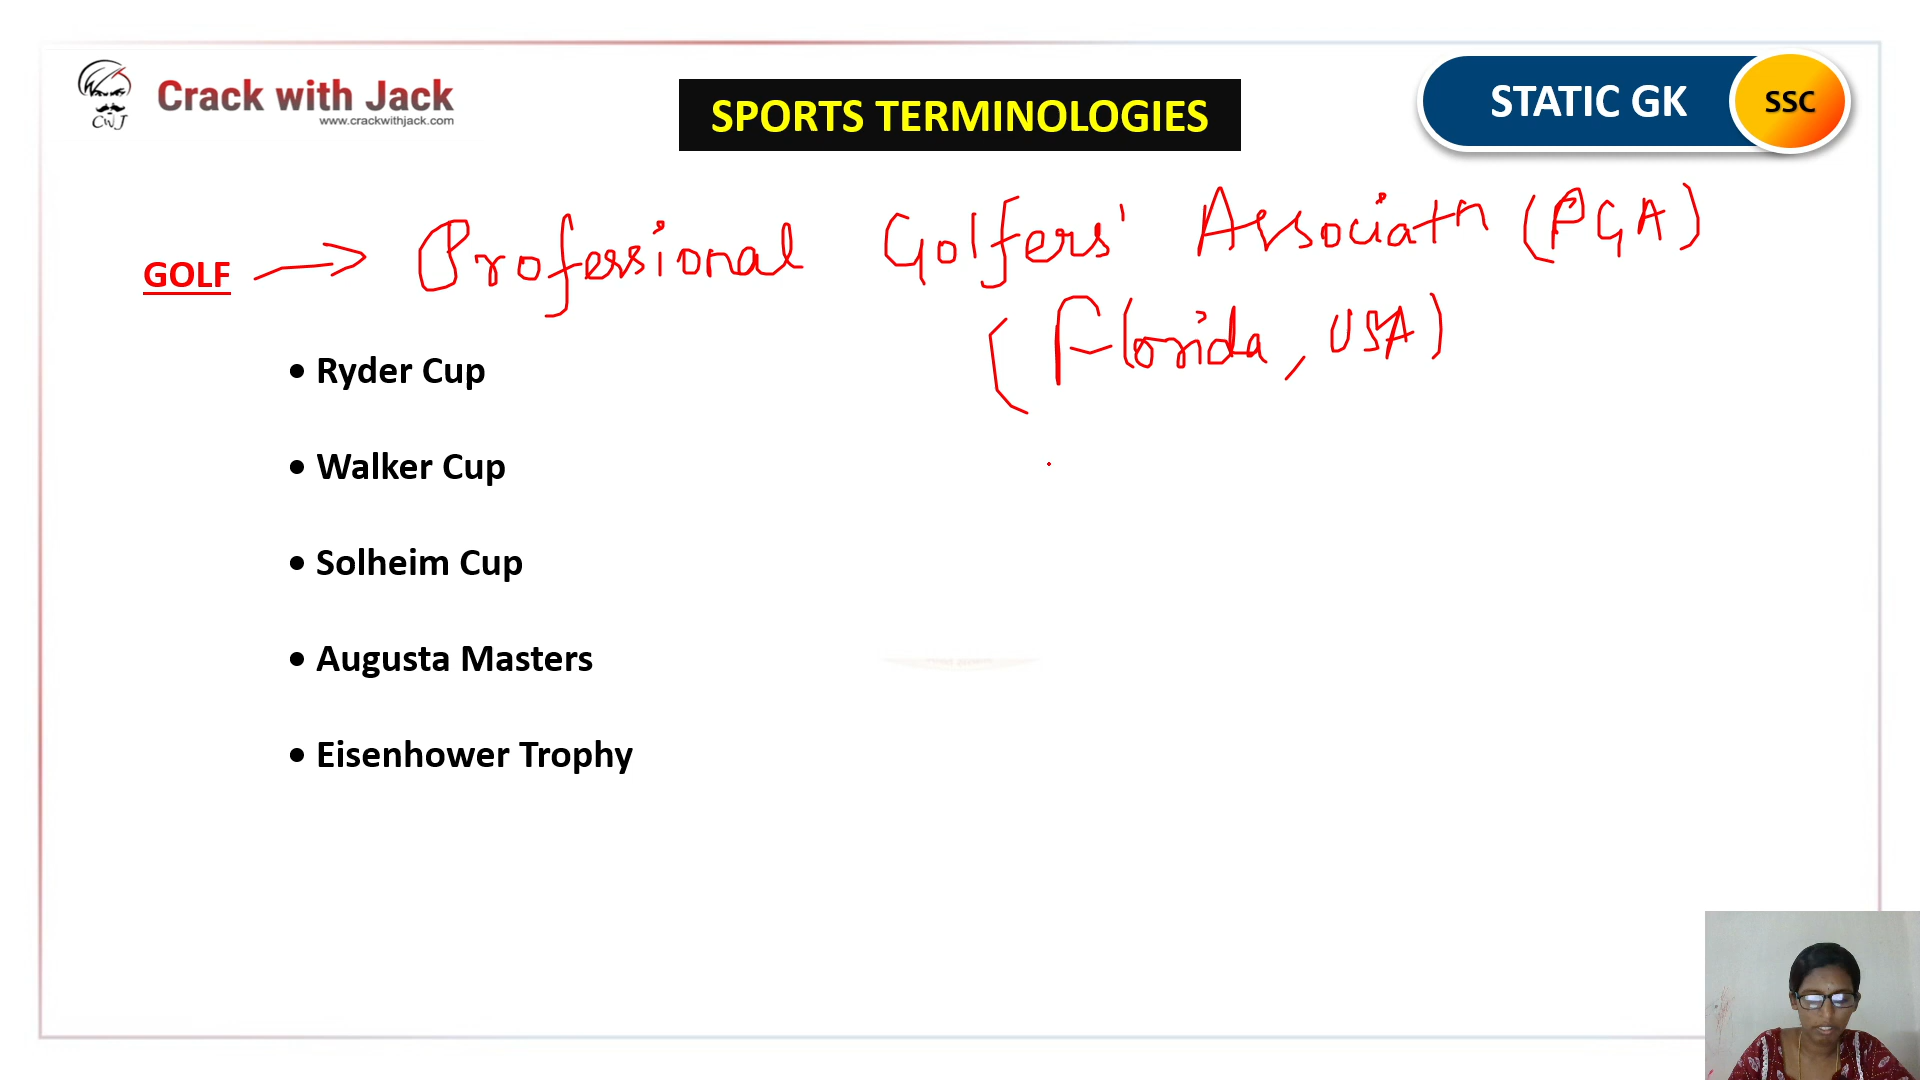 Crack with Jack
www.crackwithjack.com
CWJ
SPORTS TERMINOLOGIES
STATIC GK
SSC
GOLF → Professional Golfers' Associatn (PGA)
(Florida, USA)
• Ryder Cup
• Walker Cup
• Solheim Cup
• Augusta Masters
• Eisenhower Trophy